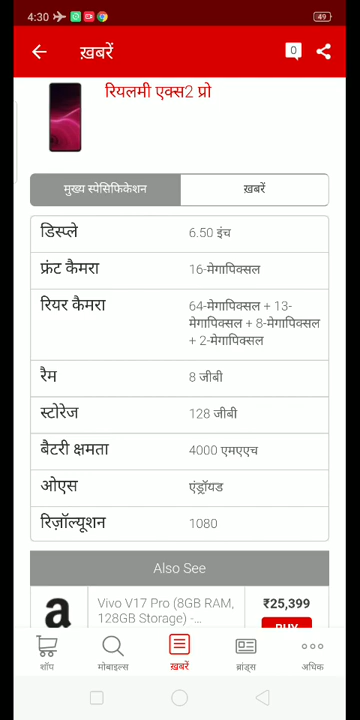 4:30
49
ख़बरें
0
रियलमी एक्स2 प्रो
मुख्य स्पेसिफिकेशन
ख़बरें
डिस्प्ले 6.50 इंच
फ्रंट कैमरा 16-मेगापिक्सल
रियर कैमरा 64-मेगापिक्सल + 13-
मेगापिक्सल + 8-मेगापिक्सल
+ 2-मेगापिक्सल
रैम 8 जीबी
स्टोरेज 128 जीबी
बैटरी क्षमता 4000 एमएएच
ओएस एंड्रॉयड
रिज़ॉल्यूशन 1080
Also See
a
Vivo V17 Pro (8GB RAM,
128GB Storage) -...
₹25,399
BUY
शॉप
मोबाइल्स
ख़बरें
ब्रांड्स
अधिक